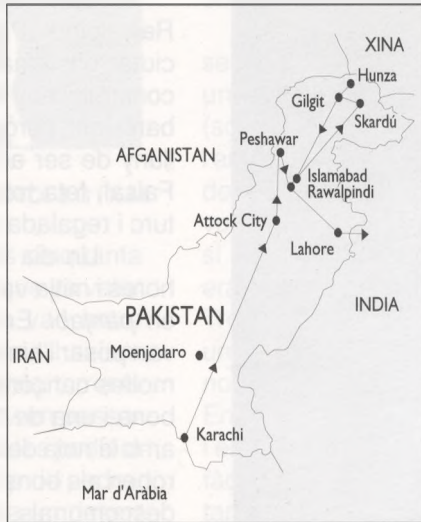 XINA
Hunza
Gilgit
Skardú
Peshawar
AFGANISTAN
Islamabad
Rawalpindi
Attock City
Lahore
INDIA
PAKISTAN
IRAN
Moenjodaro
Karachi
Mar d'Aràbia